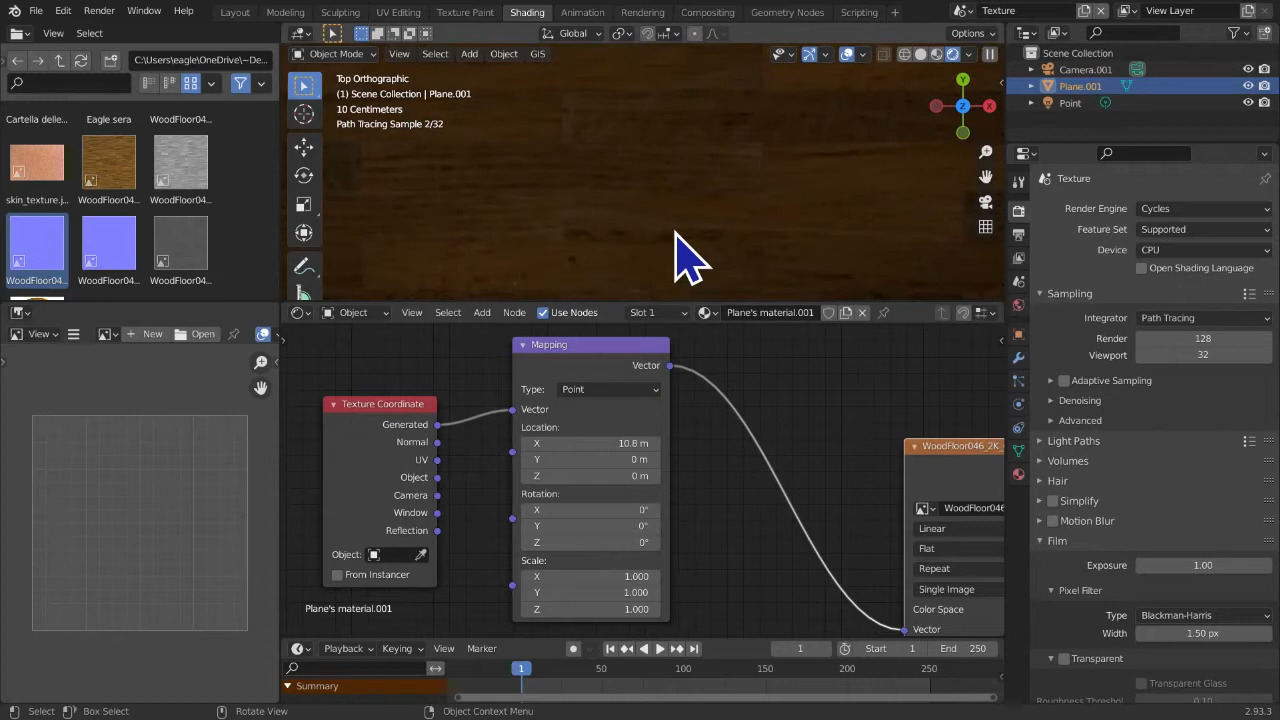 File Edit Render Window Help Layout Modeling Sculpting UV Editing Texture Paint Shading Animation Rendering Compositing Geometry Nodes Scripting Texture View Layer
View Select
Global Options
C:\Users\eagle\OneDrive\~De...
Object Mode View Select Add Object GIS
Cartella delle... Eagle sera WoodFloor04...
skin_texture.j... WoodFloor04... WoodFloor04...
WoodFloor04... WoodFloor04... WoodFloor04...
Top Orthographic
(1) Scene Collection | Plane.001
10 Centimeters
Path Tracing Sample 2/32
Z
Y
X
Scene Collection
Camera.001
Plane.001
Point
Texture
Render Engine Cycles
Feature Set Supported
Device CPU
Open Shading Language
Sampling
Integrator Path Tracing
Render 128
Viewport 32
Adaptive Sampling
Denoising
Advanced
Light Paths
Volumes
Hair
Simplify
Motion Blur
Film
Exposure 1.00
Pixel Filter
Type Blackman-Harris
Width 1.50 px
Transparent
Transparent Glass
Roughness Threshol 0.10
View New Open
Object View Select Add Node Use Nodes Slot 1 Plane's material.001
Texture Coordinate
Generated
Normal
UV
Object
Camera
Window
Reflection
Object:
From Instancer
Plane's material.001
Mapping
Vector
Type: Point
Vector
Location:
X 10.8 m
Y 0 m
Z 0 m
Rotation:
X 0°
Y 0°
Z 0°
Scale:
X 1.000
Y 1.000
Z 1.000
WoodFloor046_2K_
WoodFloor046
Linear
Flat
Repeat
Single Image
Color Space
Vector
Playback Keying View Marker 1 Start 1 End 250
1 50 100 150 200 250
Summary
Select Box Select Rotate View Object Context Menu 2.93.3